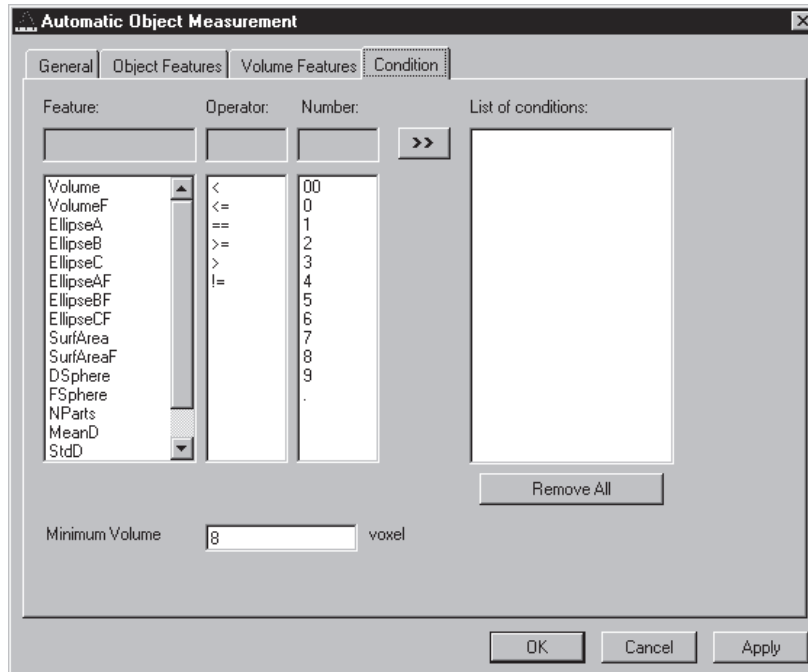 Automatic Object Measurement
General Object Features Volume Features Condition
Feature: Operator: Number: List of conditions:
>>
Volume < 00
VolumeF <= 0
EllipseA == 1
EllipseB >= 2
EllipseC > 3
EllipseAF != 4
EllipseBF 5
EllipseCF 6
SurfArea 7
SurfAreaF 8
DSphere 9
FSphere .
NParts
MeanD
StdD
Remove All
Minimum Volume 8 voxel
OK Cancel Apply